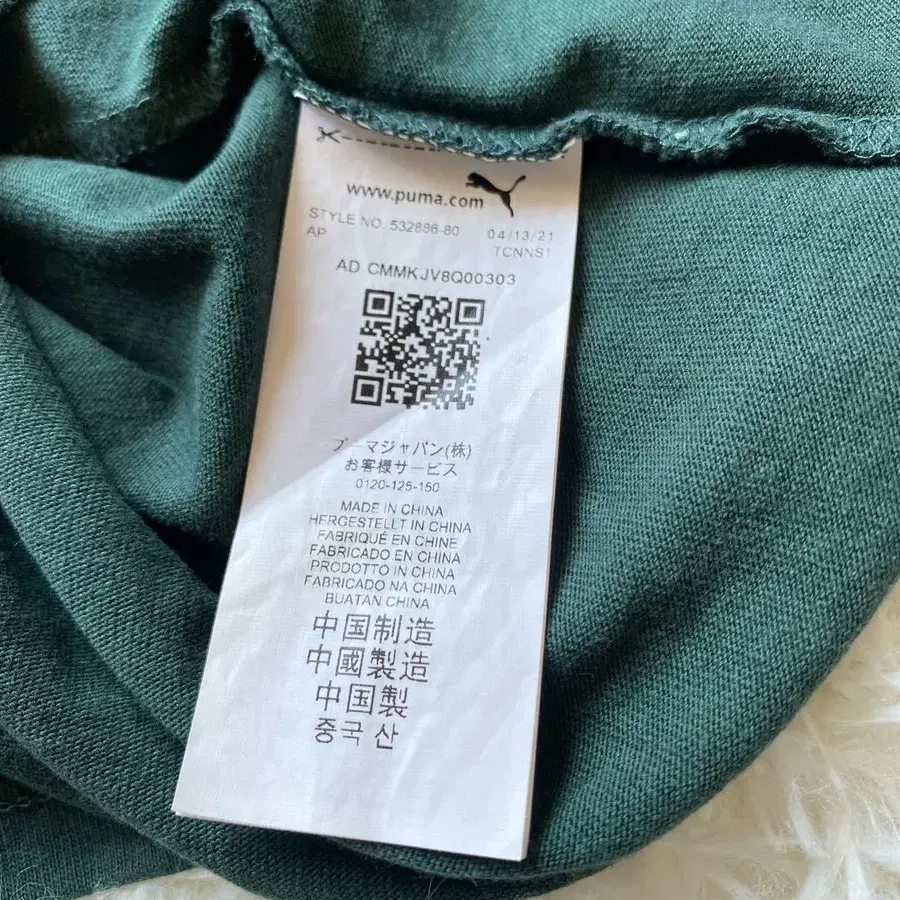 www.puma.com
STYLE NO. 532886-80 04/13/21
AP TCNNS1
AD CMMKJV8Q00303
プーマジャパン(株)
お客様サービス
0120-125-150
MADE IN CHINA
HERGESTELLT IN CHINA
FABRIQUÉ EN CHINE
FABRICADO EN CHINA
PRODOTTO IN CHINA
FABRICADO NA CHINA
BUATAN CHINA
中国制造
中國製造
中国製
중국 산